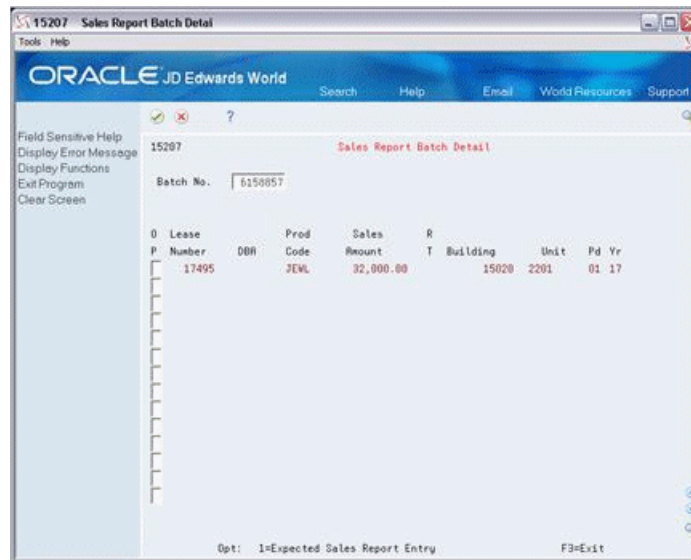 15207 Sales Report Batch Detai
Tools Help
ORACLE JD Edwards World
Search Help Email World Resources Support
?
Field Sensitive Help
Display Error Message
Display Functions
Exit Program
Clear Screen
15207 Sales Report Batch Detail
Batch No. 6158857
O Lease Prod Sales R
P Number DBA Code Amount T Building Unit Pd Yr
17495 JEWL 32,000.00 15020 2201 01 17
Opt: 1=Expected Sales Report Entry F3=Exit